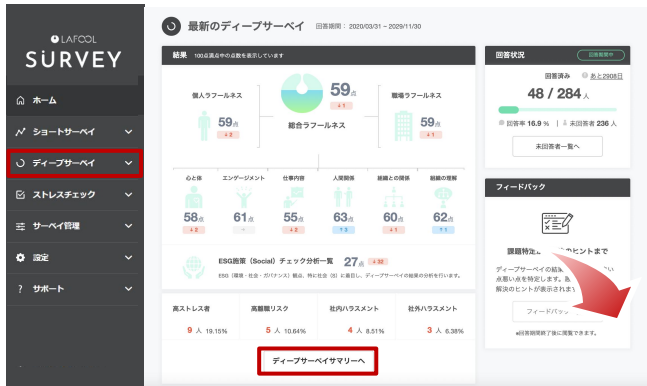 LAFOOL
SURVEY
ホーム
ショートサーベイ
ディープサーベイ
ストレスチェック
サーベイ管理
設定
サポート
最新のディープサーベイ 回答期間： 2020/03/31 ~ 2029/11/30
結果 100点満点中の点数を表示しています
個人ラフールネス
59点
↓2
59点
↓1
総合ラフールネス
職場ラフールネス
59点
↓1
心と体 エンゲージメント 仕事内容 人間関係 組織との関係 組織の理解
58点 61点 55点 63点 60点 62点
↓2 - ↓2 ↑3 ↓1 ↑1
ESG施策（Social）チェック分析一覧 27点 +32
ESG（環境・社会・ガバナンス）観点、特に社会（S）に着目し、ディープサーベイの結果の分析を行います。
高ストレス者 高離職リスク 社内ハラスメント 社外ハラスメント
9 人 19.15% 5 人 10.64% 4 人 8.51% 3 人 6.38%
ディープサーベイサマリーへ
回答状況 回答期間中
回答済み あと2908日
48 / 284 人
回答率 16.9 % | 未回答者 236 人
未回答者一覧へ
フィードバック
課題特定
のヒントまで
ディープサーベイの結果
い
点悪い点を特定します。
解決のヒントが表示されます
フィードバッ
※回答期間終了後に閲覧できます。